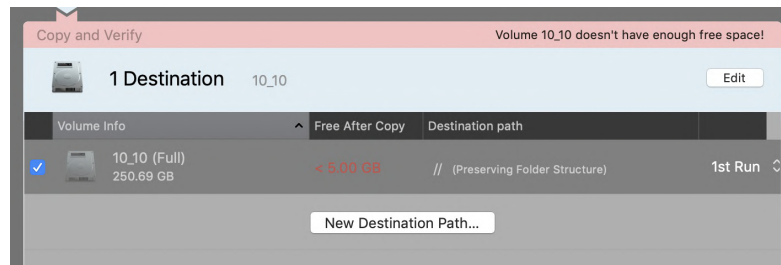 Copy and Verify Volume 10_10 doesn't have enough free space!
1 Destination 10_10 Edit
Volume Info Free After Copy Destination path
10_10 (Full)
250.69 GB
< 5.00 GB // (Preserving Folder Structure) 1st Run
New Destination Path...